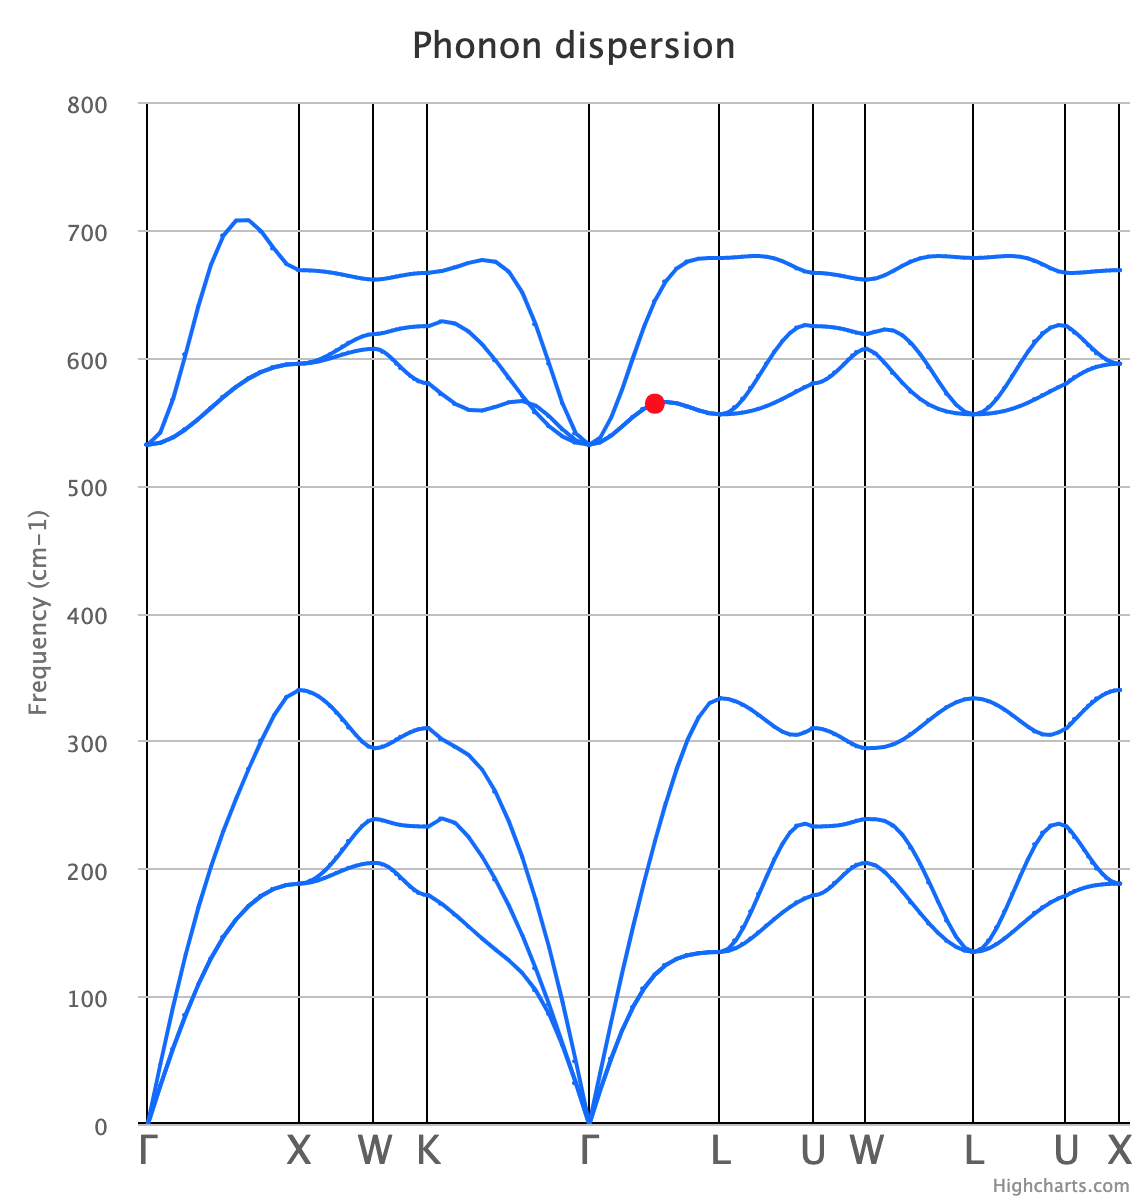 Phonon dispersion
Frequency (cm-1)
800
700
600
500
400
300
200
100
0
Γ X W K Γ L U W L U X
Highcharts.com